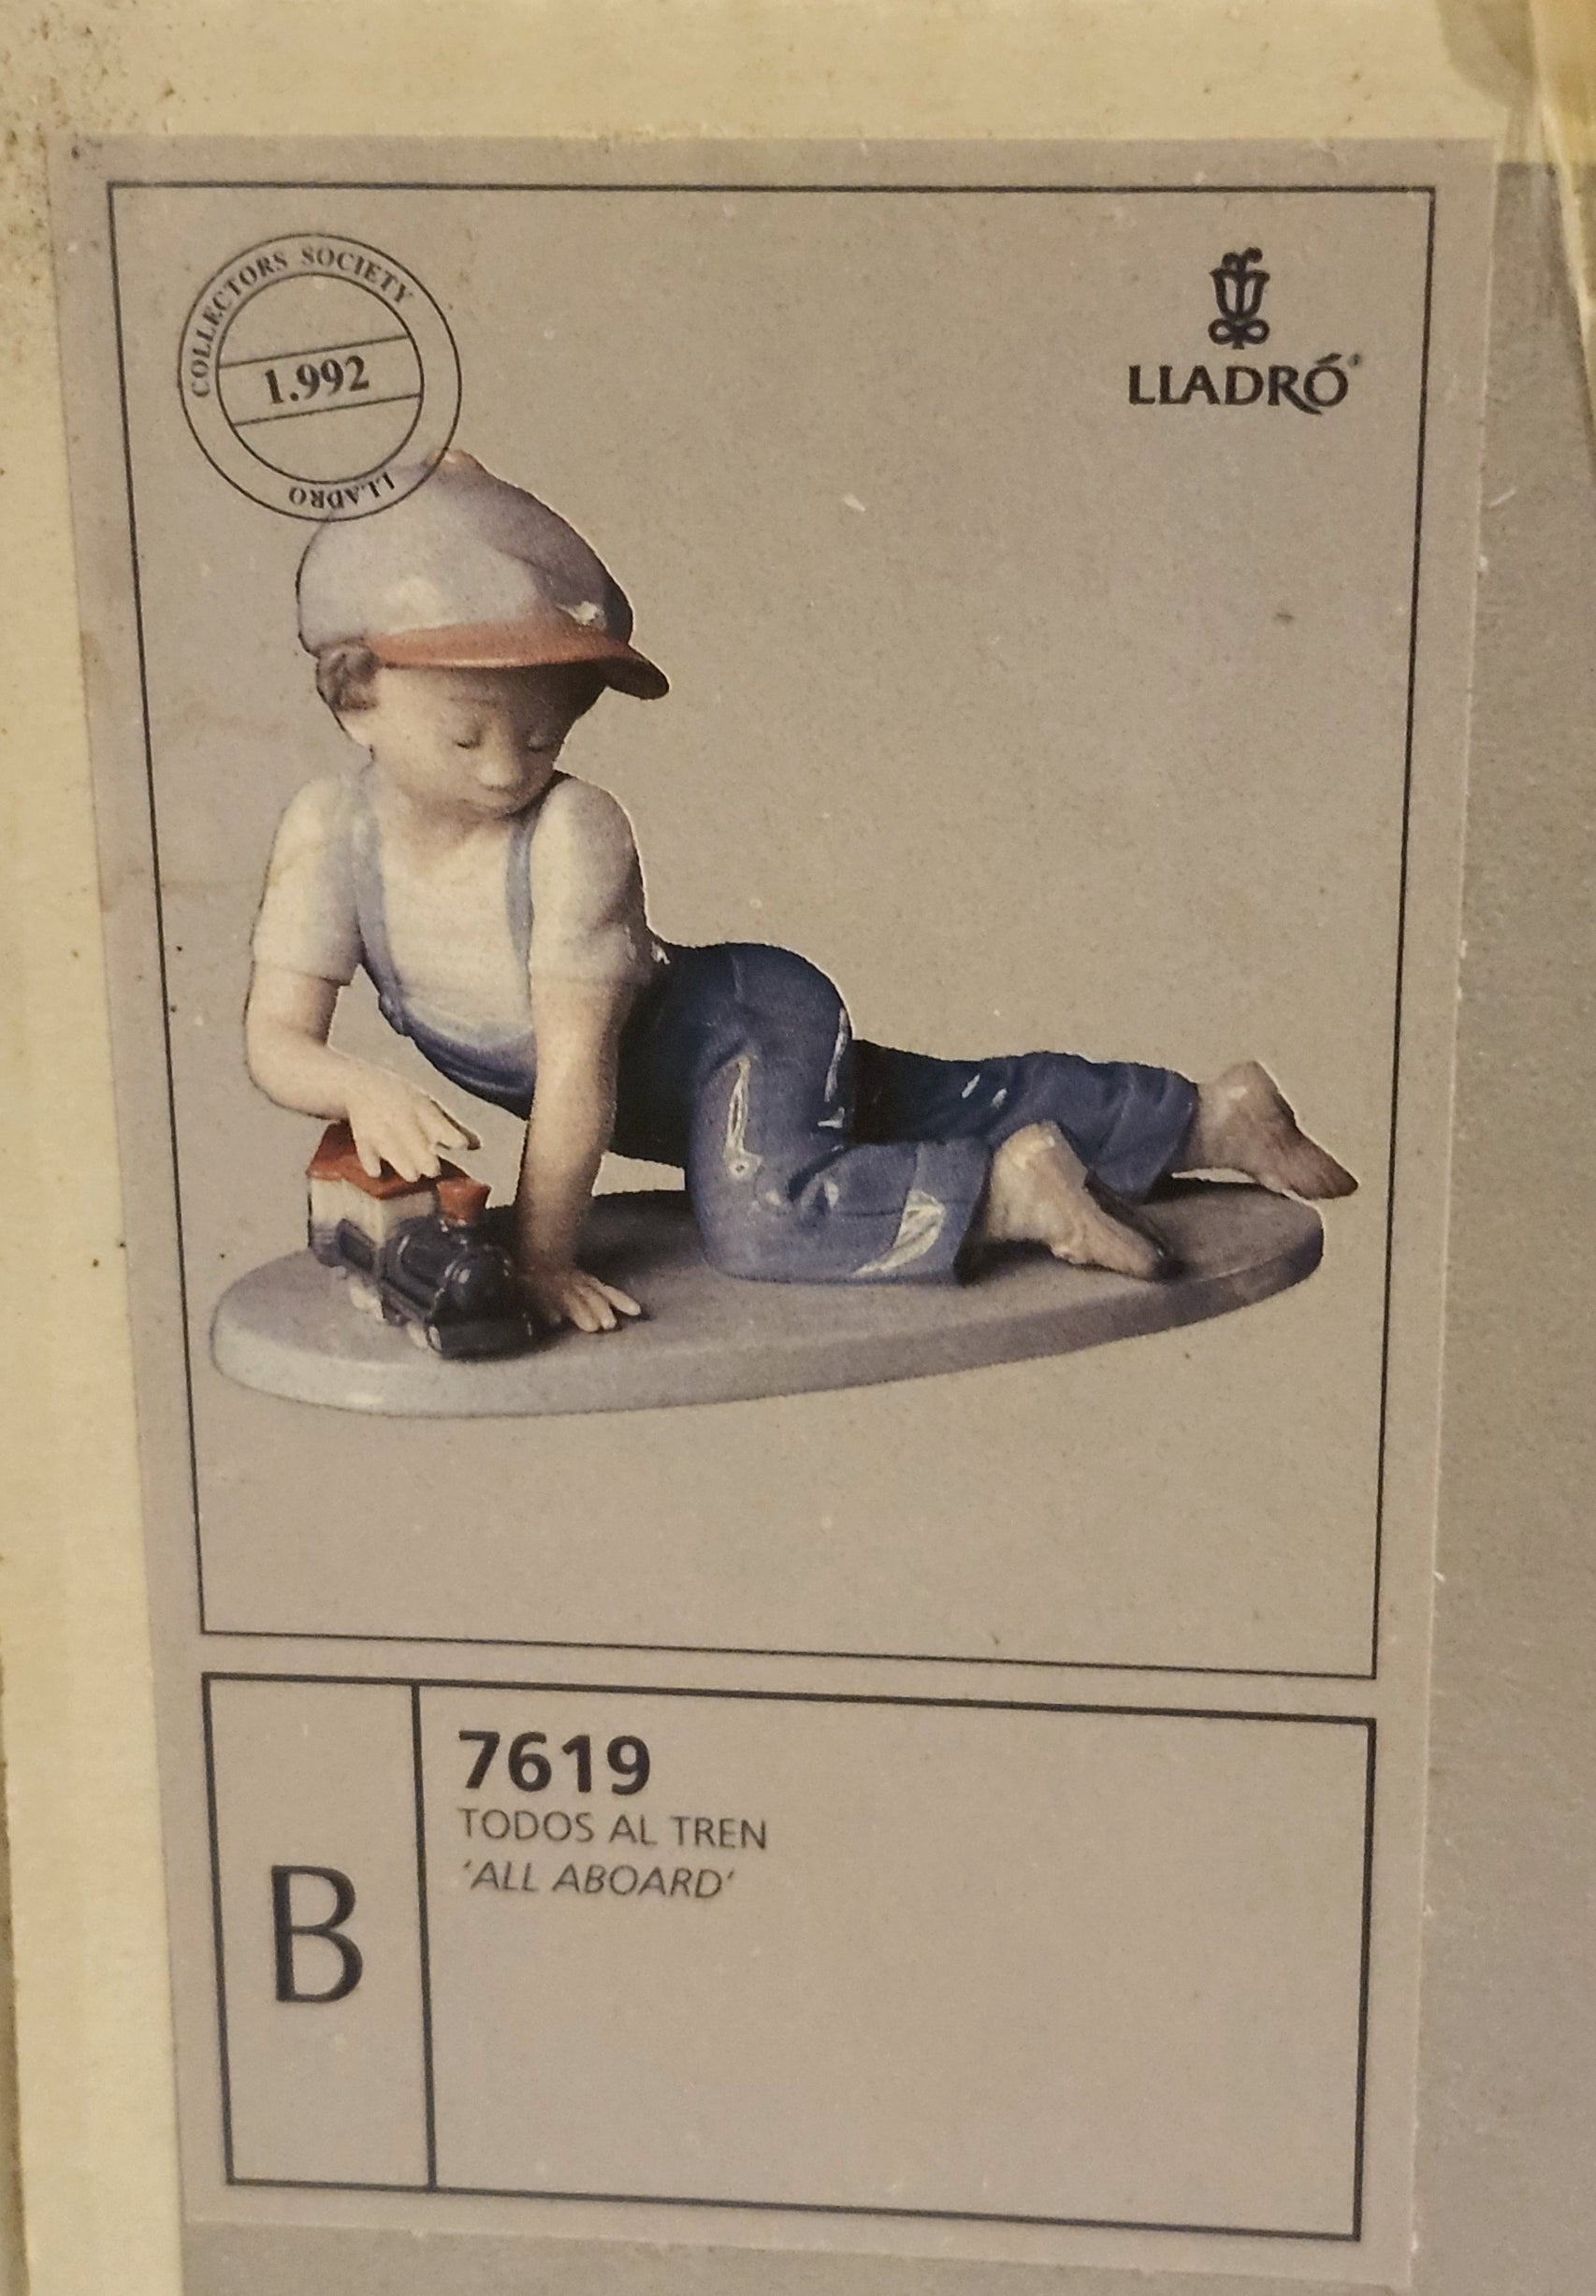 COLLECTORS SOCIETY
1.992
LLADRO
LLADRÓ
7619
TODOS AL TREN
'ALL ABOARD'
B